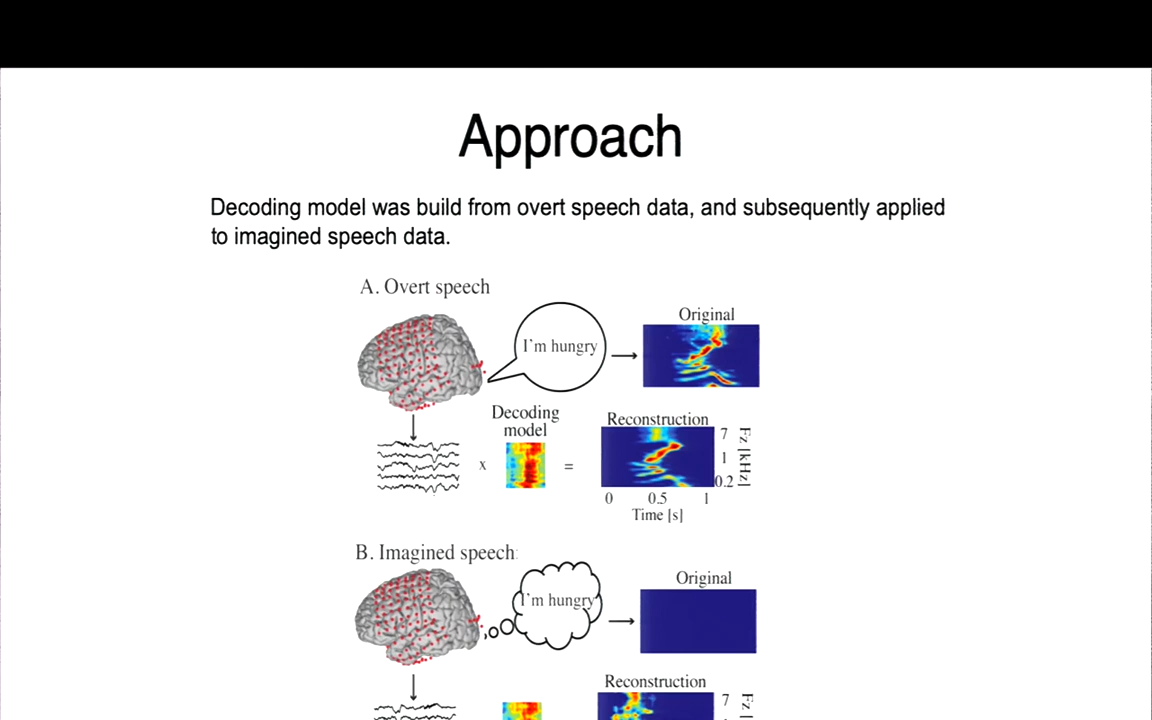 Approach
Decoding model was build from overt speech data, and subsequently applied
to imagined speech data.
A. Overt speech
I'm hungry
Original
Decoding
model
x
=
Reconstruction
7
1
0.2
Fz [kHz]
0 0.5 1
Time [s]
B. Imagined speech
I'm hungry
Original
Reconstruction
7
Fz [